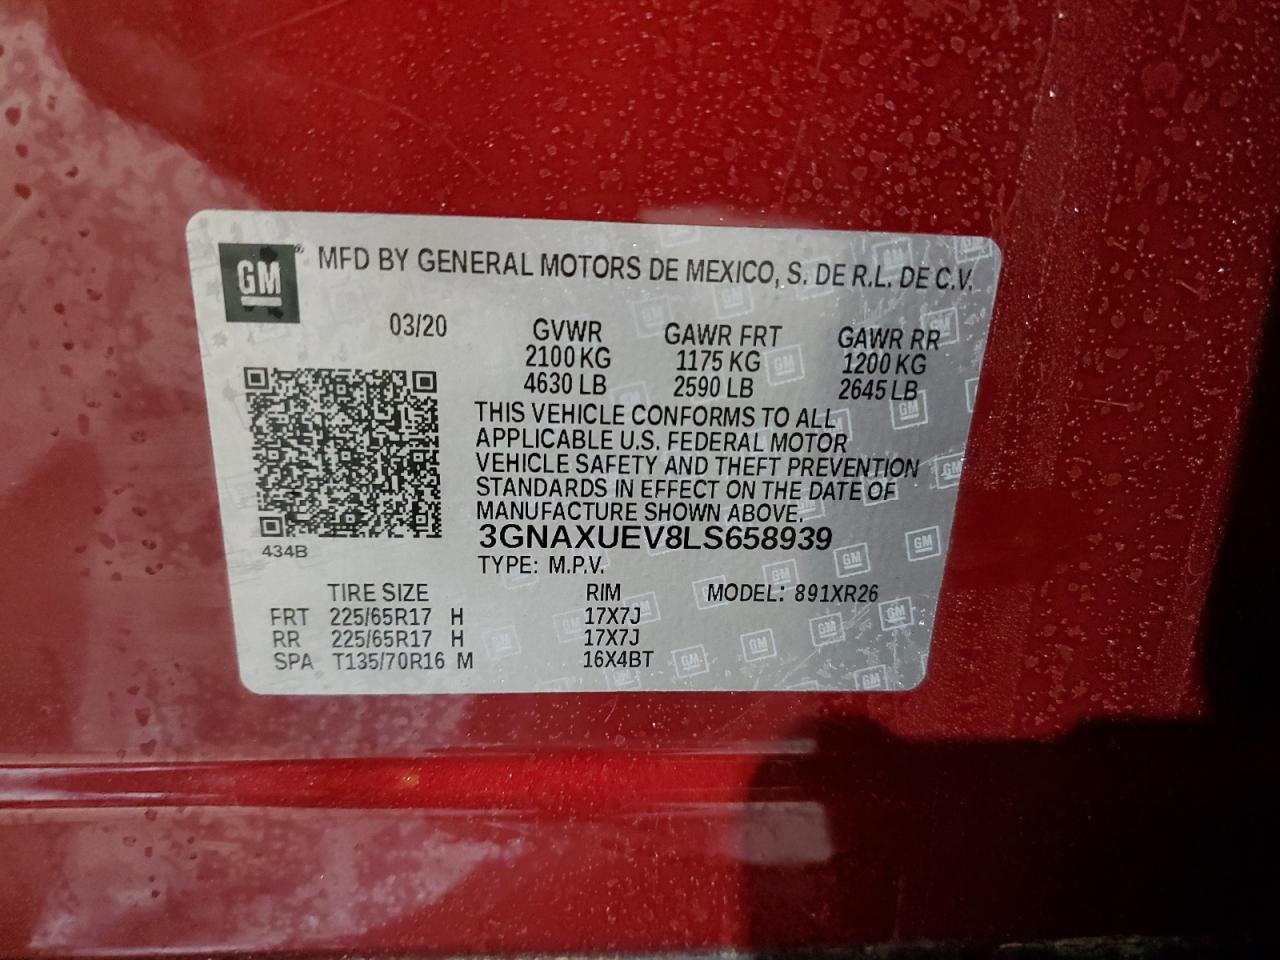 GM® MFD BY GENERAL MOTORS DE MEXICO, S. DE R.L. DE C.V.
03/20 GVWR GAWR FRT GAWR RR
2100 KG 1175 KG 1200 KG
4630 LB 2590 LB 2645 LB
THIS VEHICLE CONFORMS TO ALL
APPLICABLE U.S. FEDERAL MOTOR
VEHICLE SAFETY AND THEFT PREVENTION
STANDARDS IN EFFECT ON THE DATE OF
MANUFACTURE SHOWN ABOVE.
3GNAXUEV8LS658939
434B
TYPE: M.P.V.
TIRE SIZE RIM MODEL: 891XR26
FRT 225/65R17 H 17X7J
RR 225/65R17 H 17X7J
SPA T135/70R16 M 16X4BT